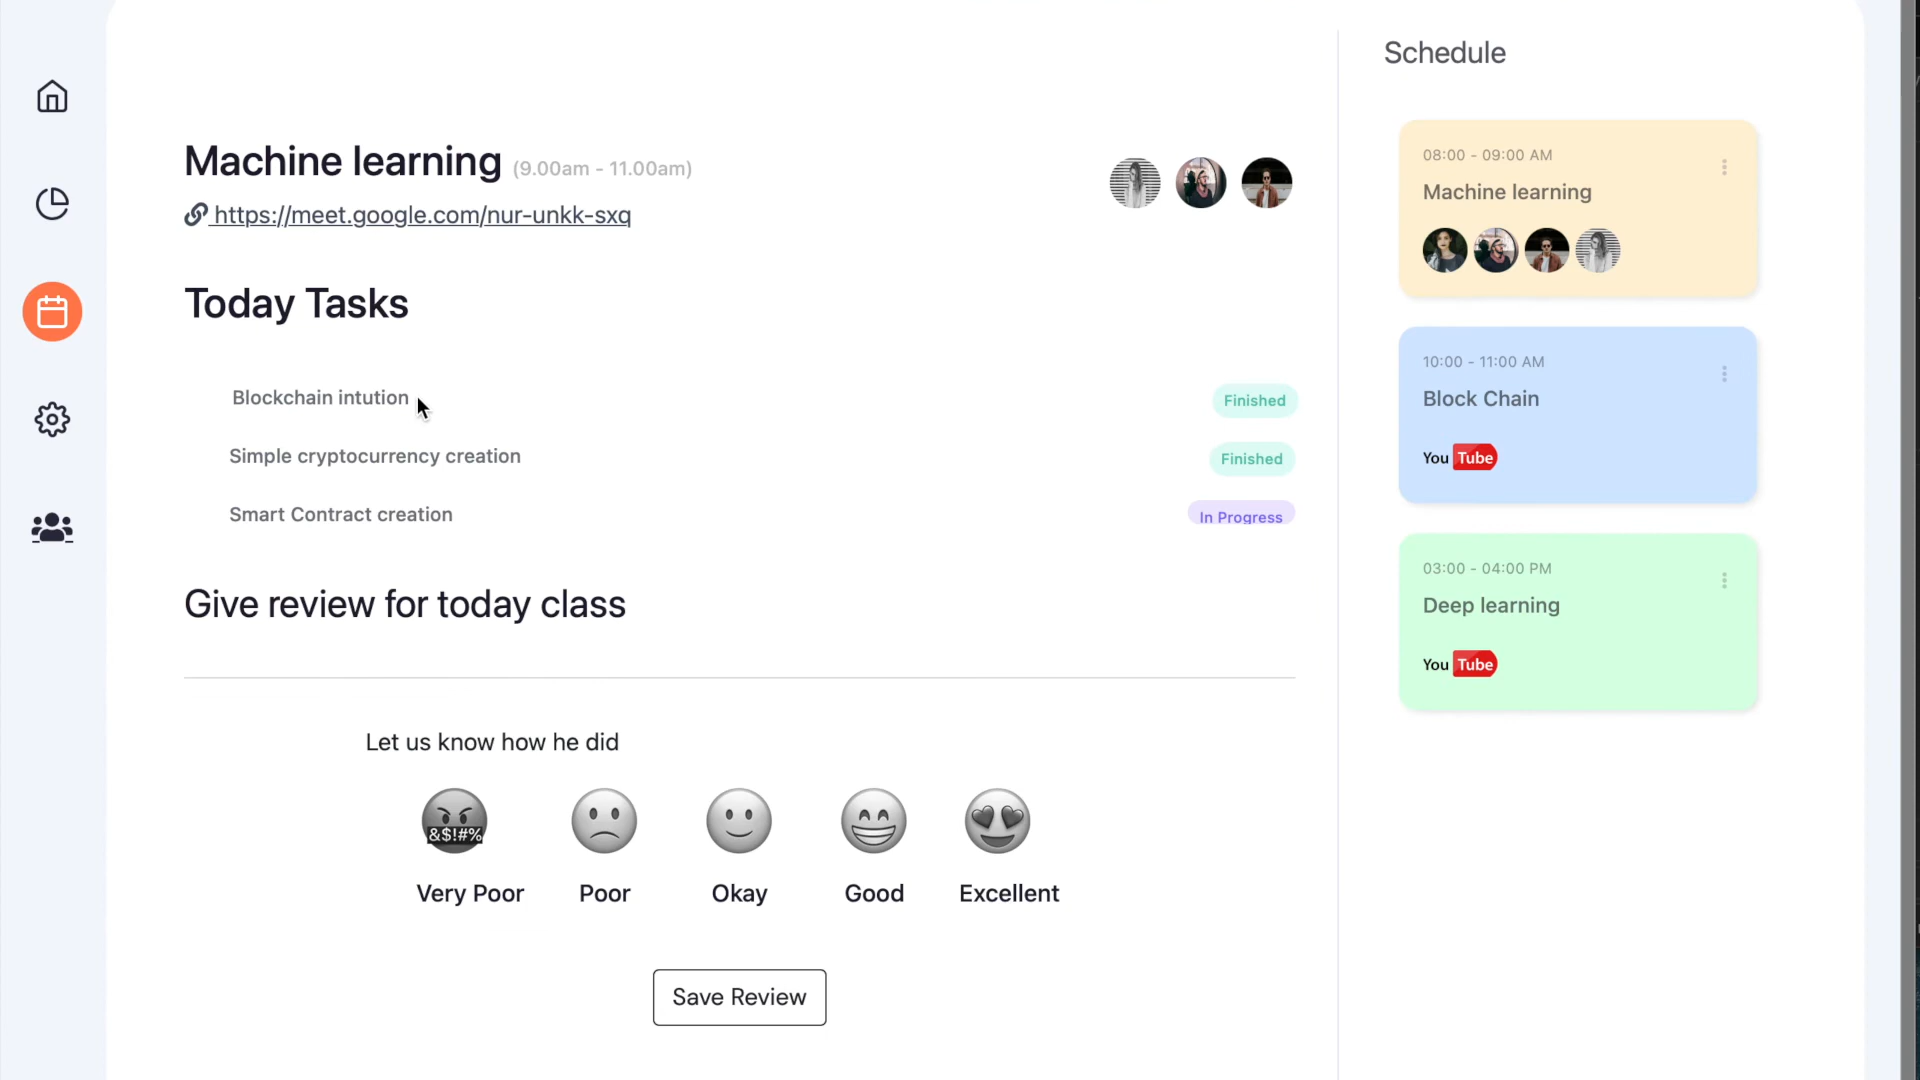 Machine learning (9.00am - 11.00am)
https://meet.google.com/nur-unkk-sxq
Today Tasks
Blockchain intution Finished
Simple cryptocurrency creation Finished
Smart Contract creation In Progress
Give review for today class
Let us know how he did
&$!#%
Very Poor Poor Okay Good Excellent
Save Review
Schedule
08:00 - 09:00 AM
Machine learning
10:00 - 11:00 AM
Block Chain
You Tube
03:00 - 04:00 PM
Deep learning
You Tube